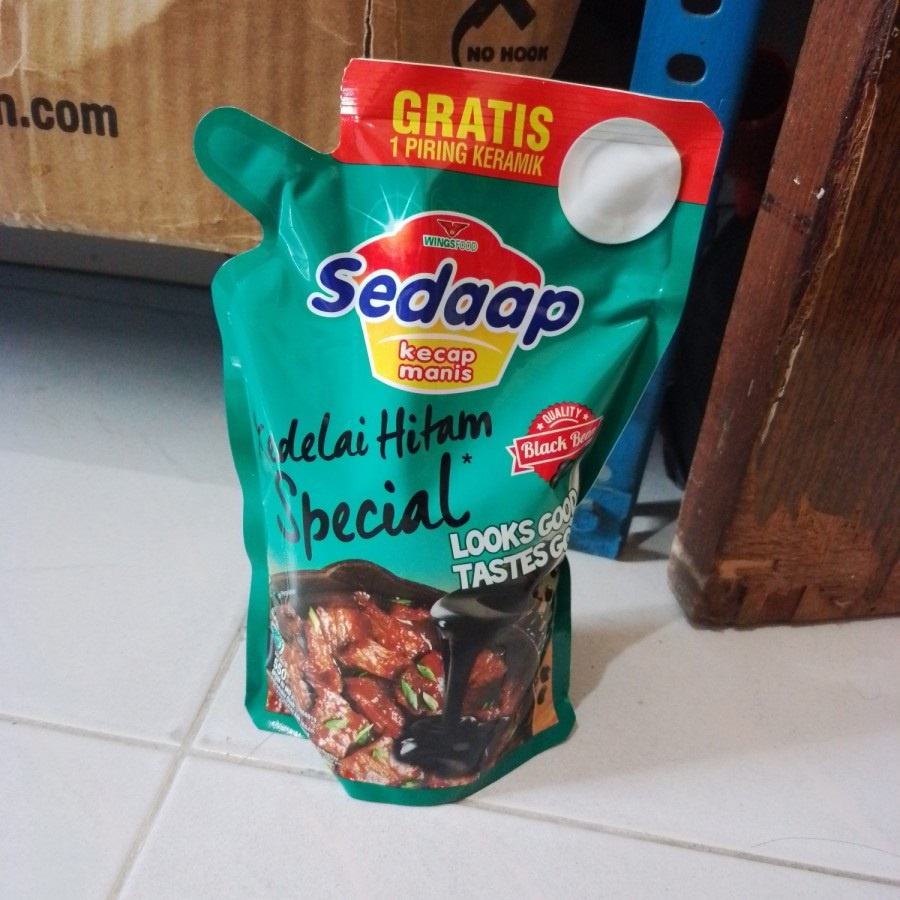 NO HOOK
n.com
GRATIS
1 PIRING KERAMIK
WINGSFOOD
Sedaap
kecap
manis
Kedelai Hitam
Special*
QUALITY
Black Bean
LOOKS GOOD
TASTES GO
550